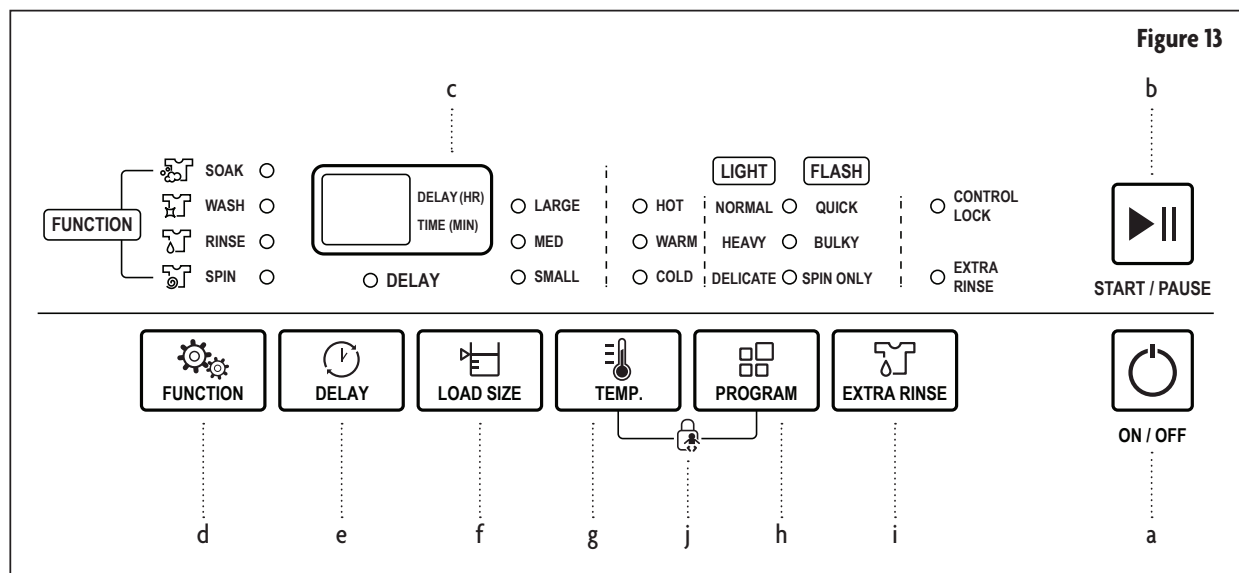 Figure 13
c
b
SOAK
WASH
RINSE
SPIN
FUNCTION
DELAY (HR)
TIME (MIN)
DELAY
LARGE
MED
SMALL
HOT
WARM
COLD
LIGHT
FLASH
NORMAL
QUICK
HEAVY
BULKY
DELICATE
SPIN ONLY
CONTROL
LOCK
EXTRA
RINSE
START / PAUSE
FUNCTION
DELAY
LOAD SIZE
TEMP.
PROGRAM
EXTRA RINSE
ON / OFF
d
e
f
g
j
h
i
a